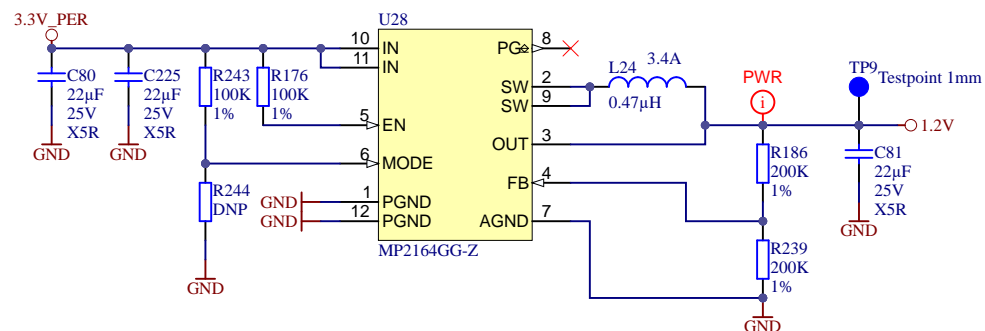 3.3V_PER
C80
22µF
25V
X5R
GND
C225
22µF
25V
X5R
GND
R243
100K
1%
R176
100K
1%
R244
DNP
GND
GND
GND
U28
10 IN
11 IN
5 EN
6 MODE
1 PGND
12 PGND
PG 8
SW 2
SW 9
OUT 3
FB 4
AGND 7
MP2164GG-Z
L24 3.4A
0.47µH
PWR
i
TP9
Testpoint 1mm
1.2V
R186
200K
1%
R239
200K
1%
GND
C81
22µF
25V
X5R
GND